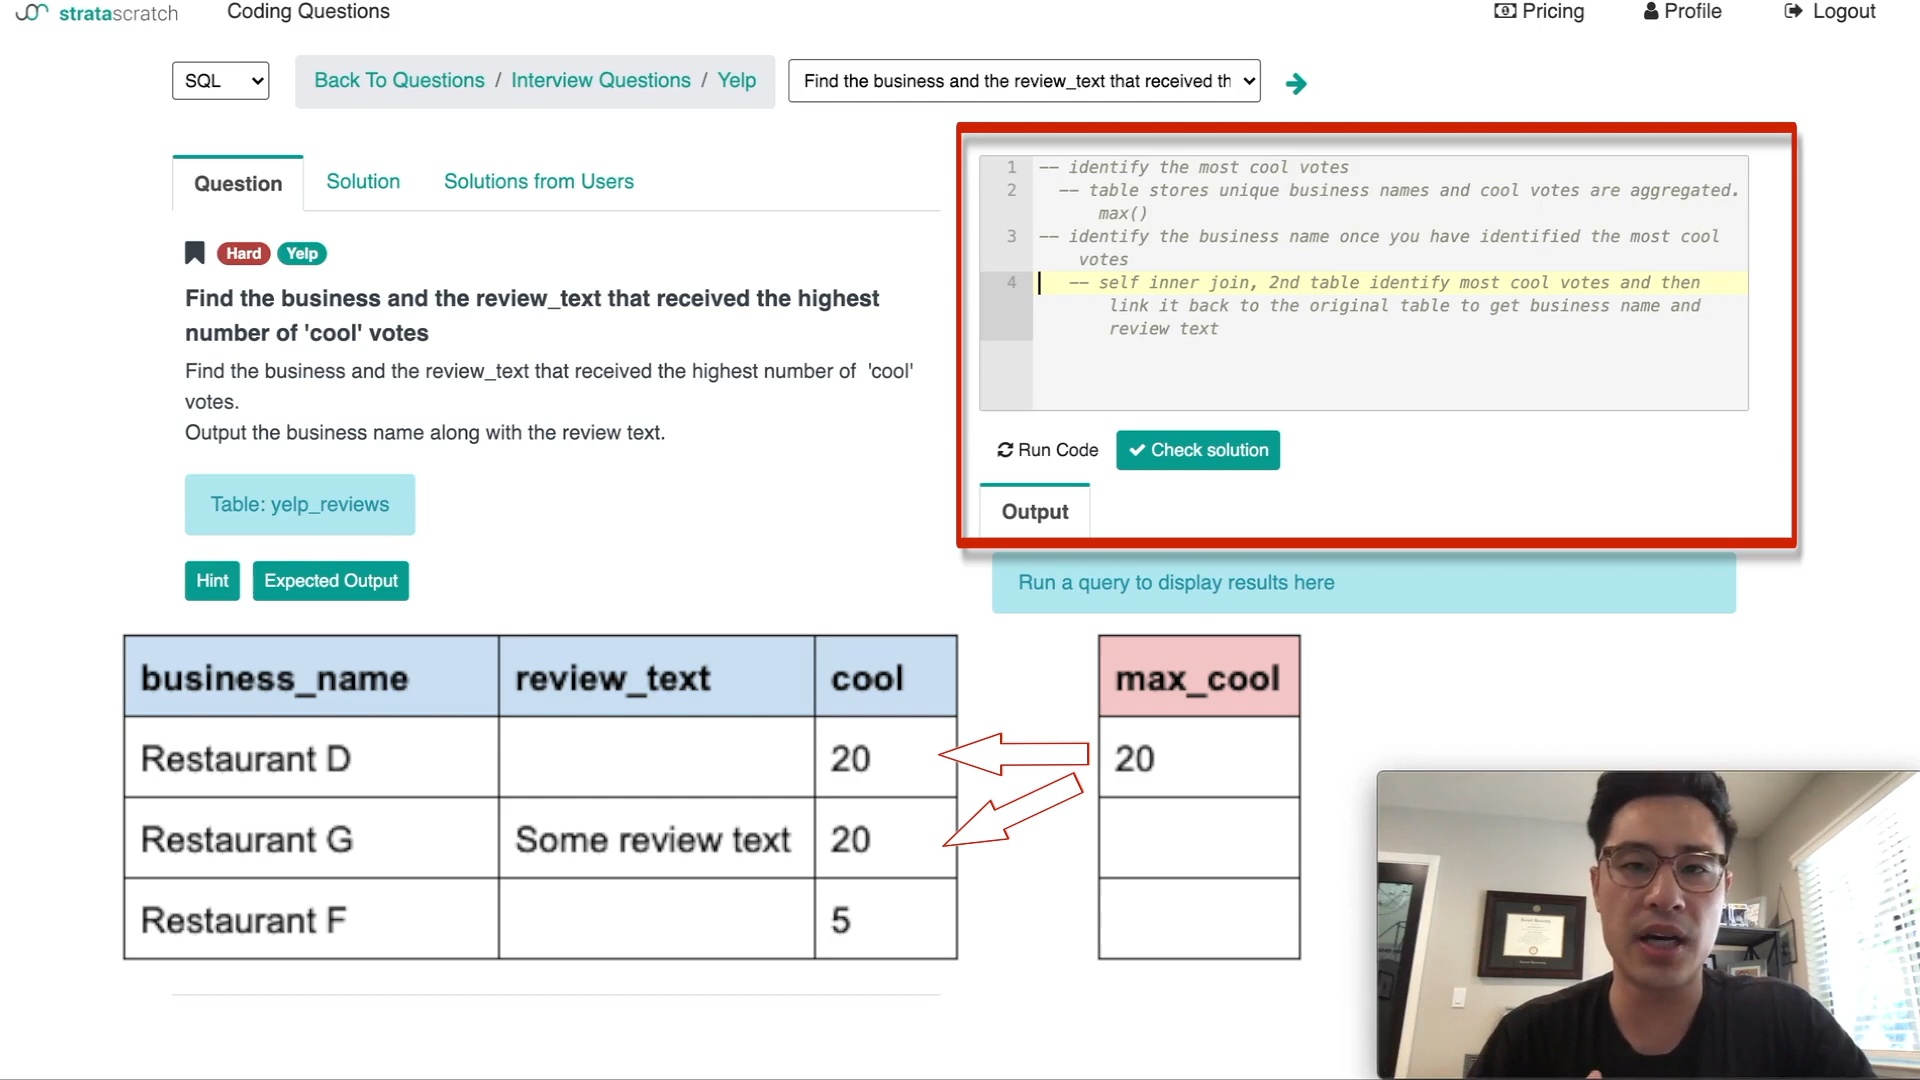 stratascratch
Coding Questions
Pricing
Profile
Logout
SQL
Back To Questions / Interview Questions / Yelp
Find the business and the review_text that received th
Question
Solution
Solutions from Users
Hard
Yelp
Find the business and the review_text that received the highest
number of 'cool' votes
Find the business and the review_text that received the highest number of 'cool'
votes.
Output the business name along with the review text.
Table: yelp_reviews
Hint
Expected Output
1 -- identify the most cool votes
2 -- table stores unique business names and cool votes are aggregated.
max()
3 -- identify the business name once you have identified the most cool
votes
4 -- self inner join, 2nd table identify most cool votes and then
link it back to the original table to get business name and
review text
Run Code
Check solution
Output
Run a query to display results here
business_name review_text cool
Restaurant D 20
Restaurant G Some review text 20
Restaurant F 5
max_cool
20